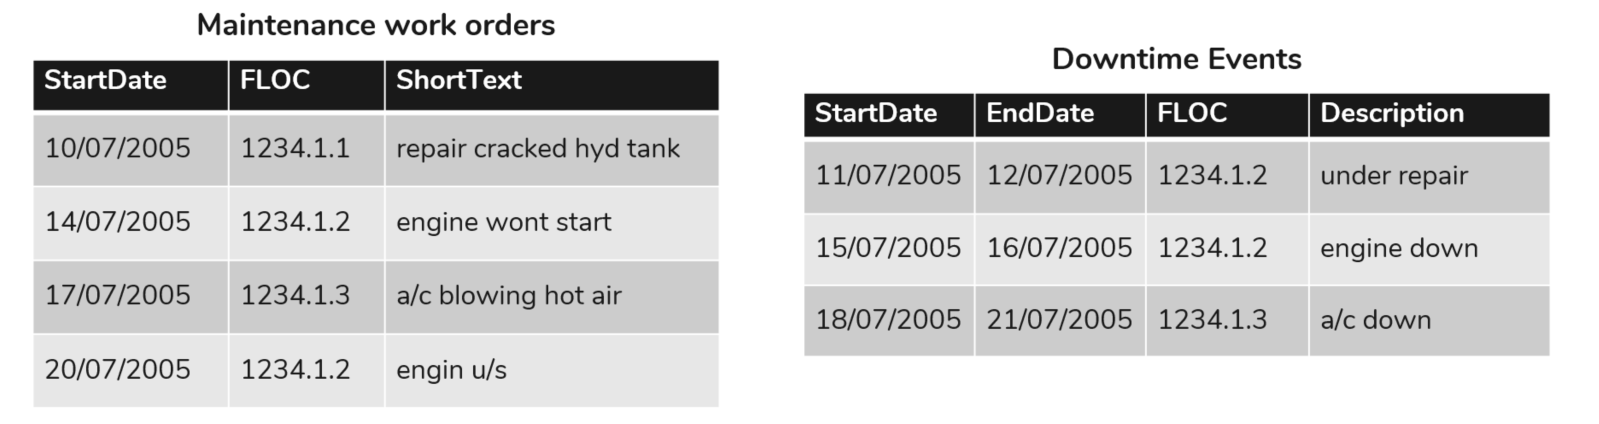 Maintenance work orders
StartDate FLOC ShortText
10/07/2005 1234.1.1 repair cracked hyd tank
14/07/2005 1234.1.2 engine wont start
17/07/2005 1234.1.3 a/c blowing hot air
20/07/2005 1234.1.2 engin u/s
Downtime Events
StartDate EndDate FLOC Description
11/07/2005 12/07/2005 1234.1.2 under repair
15/07/2005 16/07/2005 1234.1.2 engine down
18/07/2005 21/07/2005 1234.1.3 a/c down